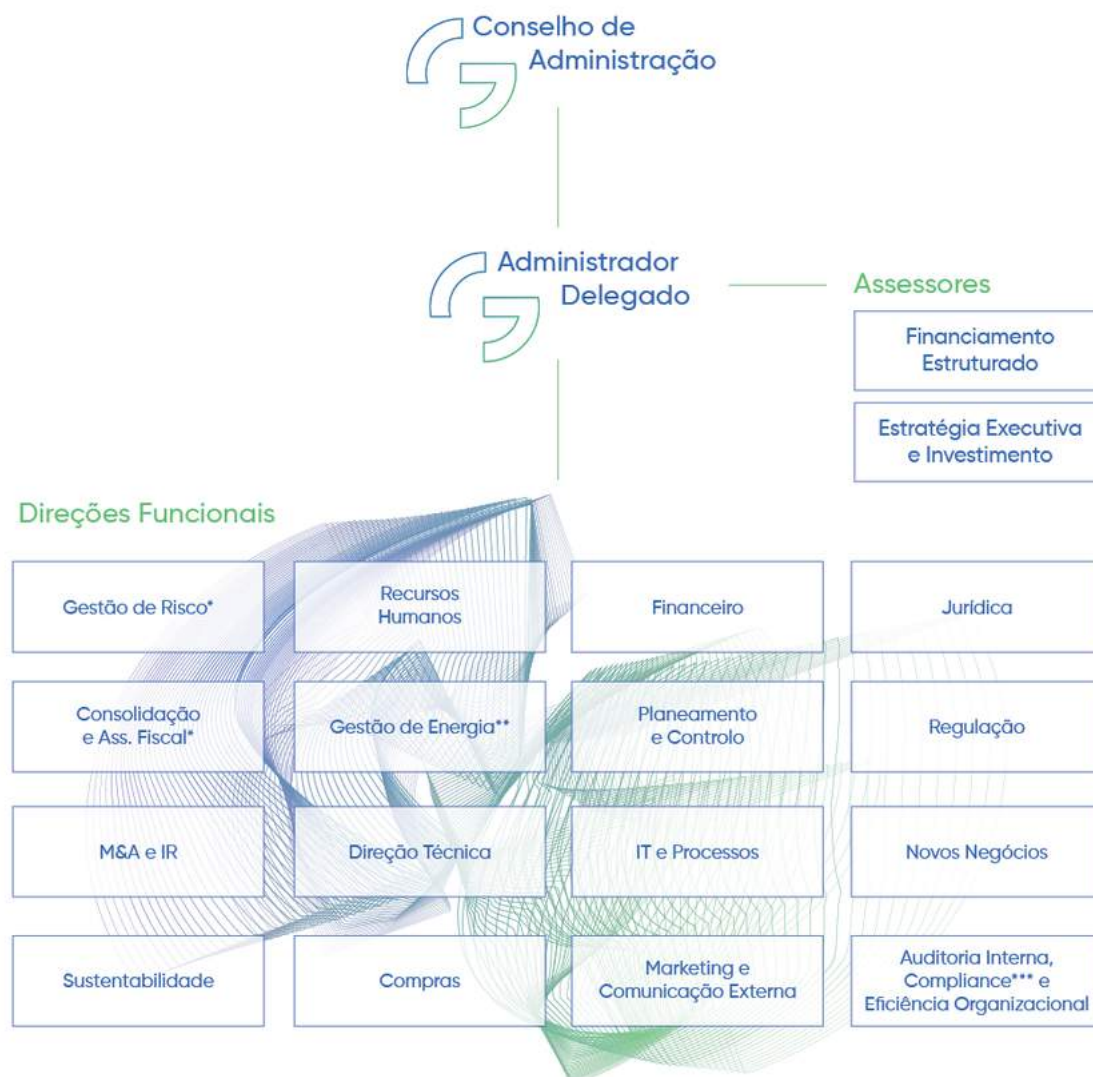 Conselho de
Administração
Administrador
Delegado
Assessores
Financiamento
Estruturado
Estratégia Executiva
e Investimento
Direções Funcionais
Gestão de Risco*
Recursos
Humanos
Financeiro
Jurídica
Consolidação
e Ass. Fiscal*
Gestão de Energia**
Planeamento
e Controlo
Regulação
M&A e IR
Direção Técnica
IT e Processos
Novos Negócios
Sustentabilidade
Compras
Marketing e
Comunicação Externa
Auditoria Interna,
Compliance*** e
Eficiência Organizacional